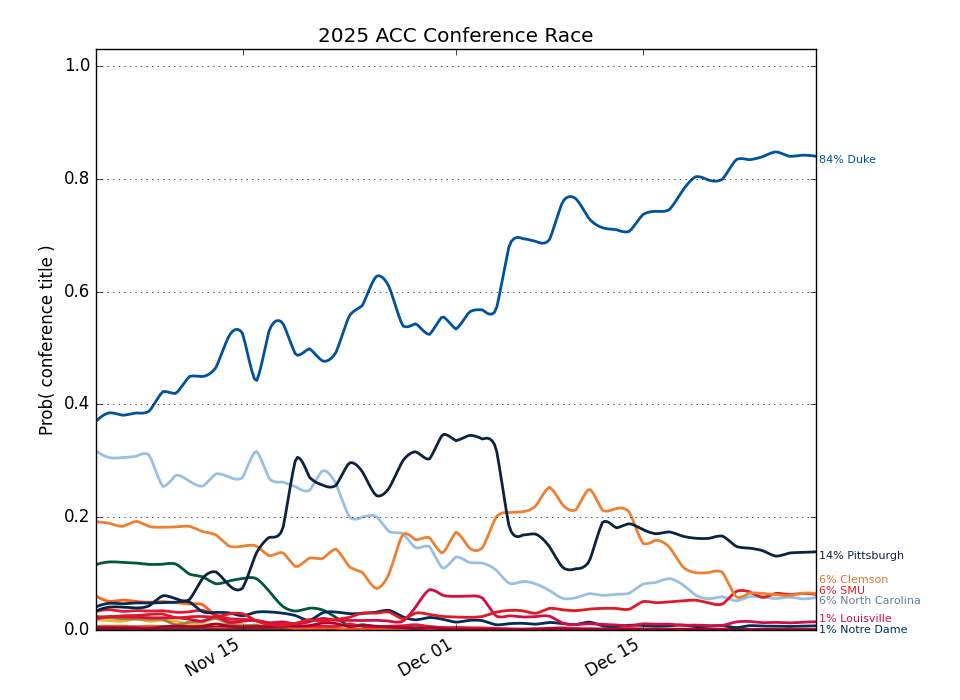 2025 ACC Conference Race
Prob( conference title )
1.0
0.8
0.6
0.4
0.2
0.0
Nov 15
Dec 01
Dec 15
84% Duke
14% Pittsburgh
6% Clemson
6% SMU
6% North Carolina
1% Louisville
1% Notre Dame